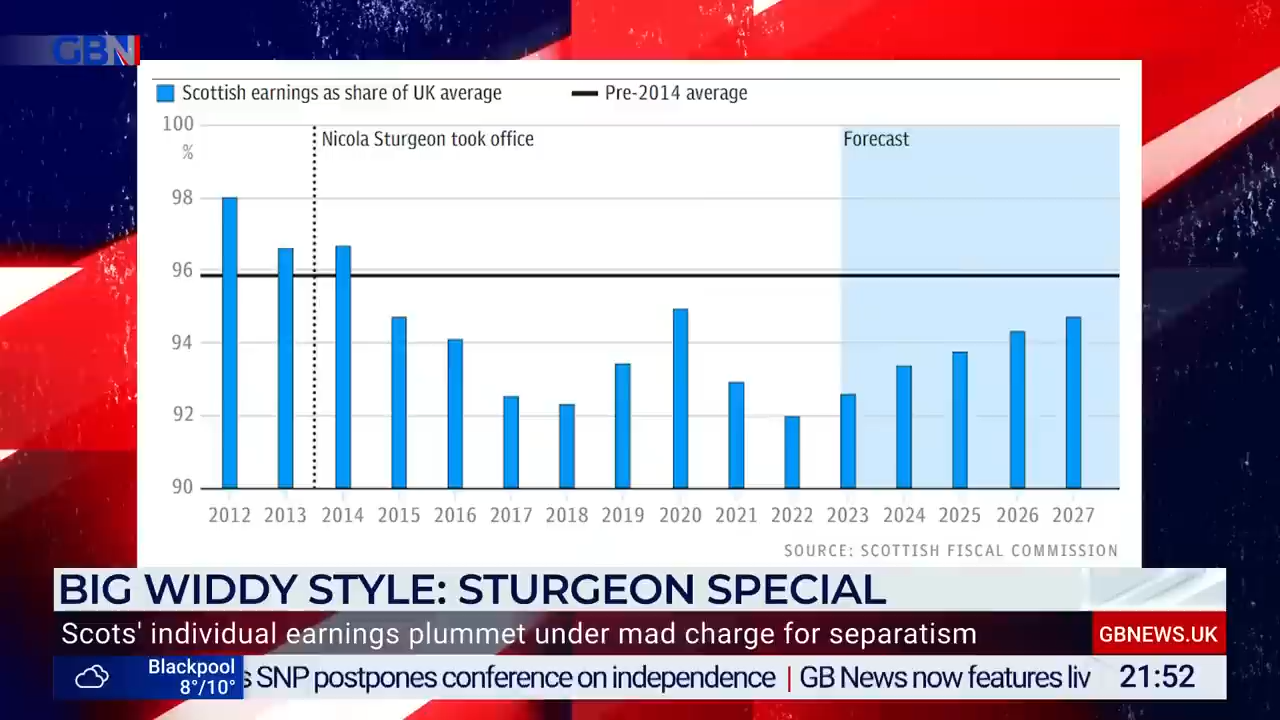 GBN
Scottish earnings as share of UK average
Pre-2014 average
100
%
Nicola Sturgeon took office
Forecast
98
96
94
92
90
2012 2013 2014 2015 2016 2017 2018 2019 2020 2021 2022 2023 2024 2025 2026 2027
SOURCE: SCOTTISH FISCAL COMMISSION
BIG WIDDY STYLE: STURGEON SPECIAL
Scots' individual earnings plummet under mad charge for separatism
GBNEWS.UK
Blackpool
8°/10°
s SNP postpones conference on independence | GB News now features liv
21:52